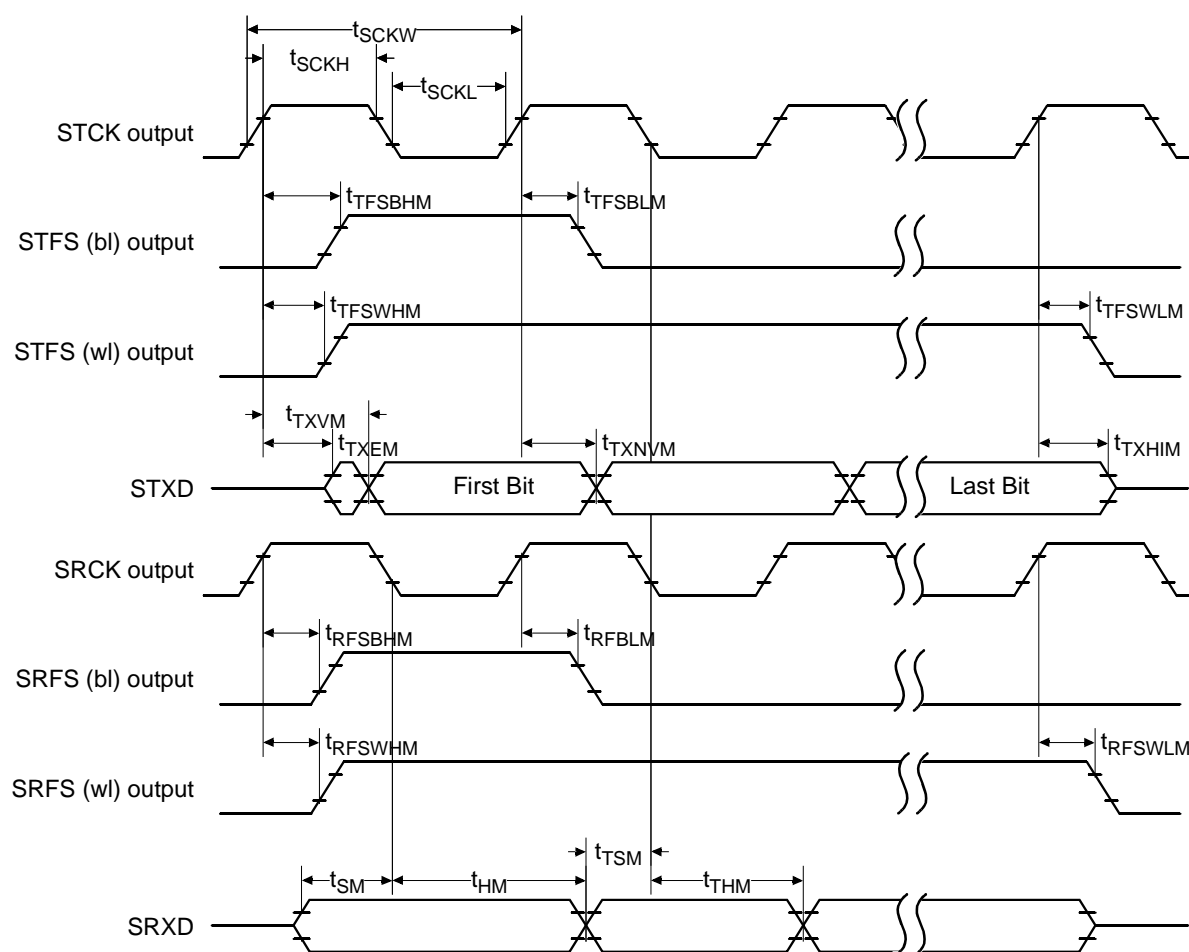 tSCKW
tSCKH
tSCKL
STCK output
tTFSBHM
tTFSBLM
STFS (bl) output
tTFSWHM
tTFSWLM
STFS (wl) output
tTXVM
tTXEM
tTXNVM
tTXHIM
STXD
First Bit
Last Bit
SRCK output
tRFSBHM
tRFBLM
SRFS (bl) output
tRFSWHM
tRFSWLM
SRFS (wl) output
tTSM
tSM
tHM
tTHM
SRXD